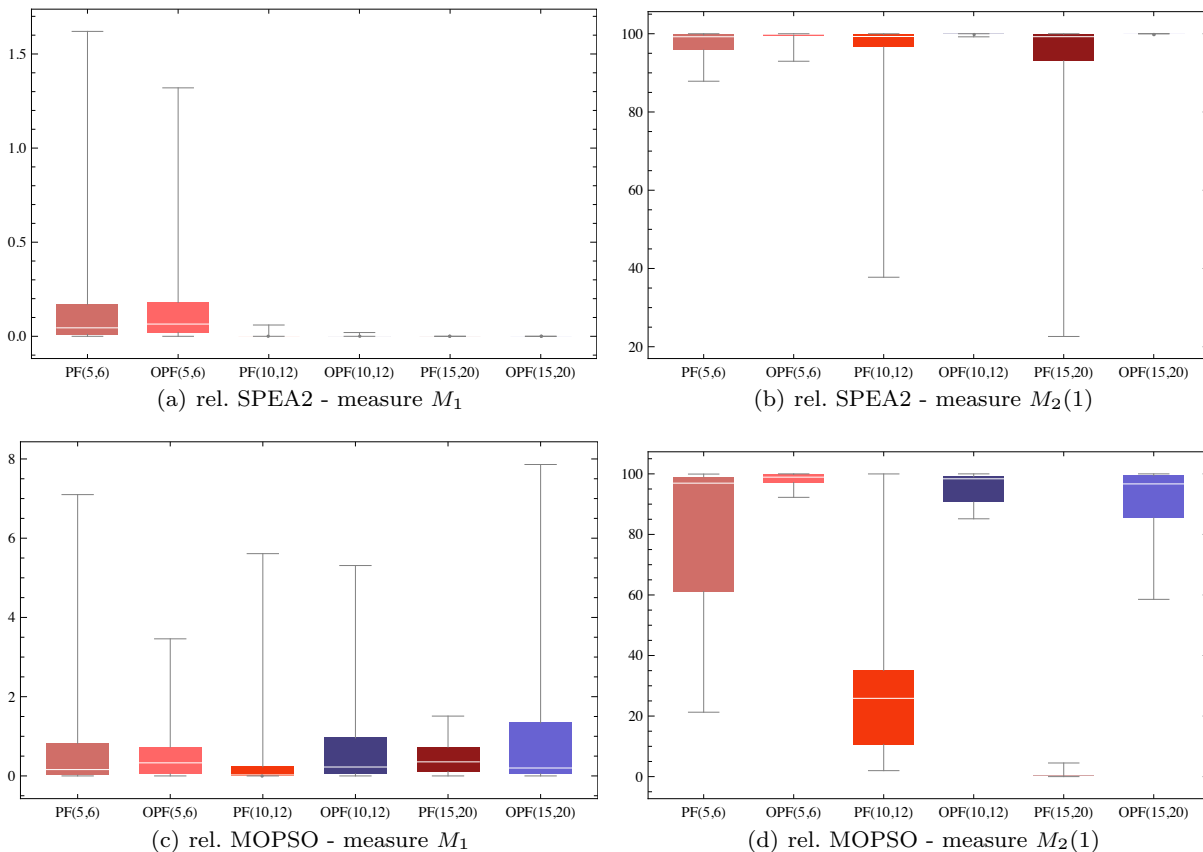 1.5
1.0
0.5
0.0
PF(5,6) OPF(5,6) PF(10,12) OPF(10,12) PF(15,20) OPF(15,20)
(a) rel. SPEA2 - measure M₁
100
80
60
40
20
PF(5,6) OPF(5,6) PF(10,12) OPF(10,12) PF(15,20) OPF(15,20)
(b) rel. SPEA2 - measure M₂(1)
8
6
4
2
0
PF(5,6) OPF(5,6) PF(10,12) OPF(10,12) PF(15,20) OPF(15,20)
(c) rel. MOPSO - measure M₁
100
80
60
40
20
0
PF(5,6) OPF(5,6) PF(10,12) OPF(10,12) PF(15,20) OPF(15,20)
(d) rel. MOPSO - measure M₂(1)